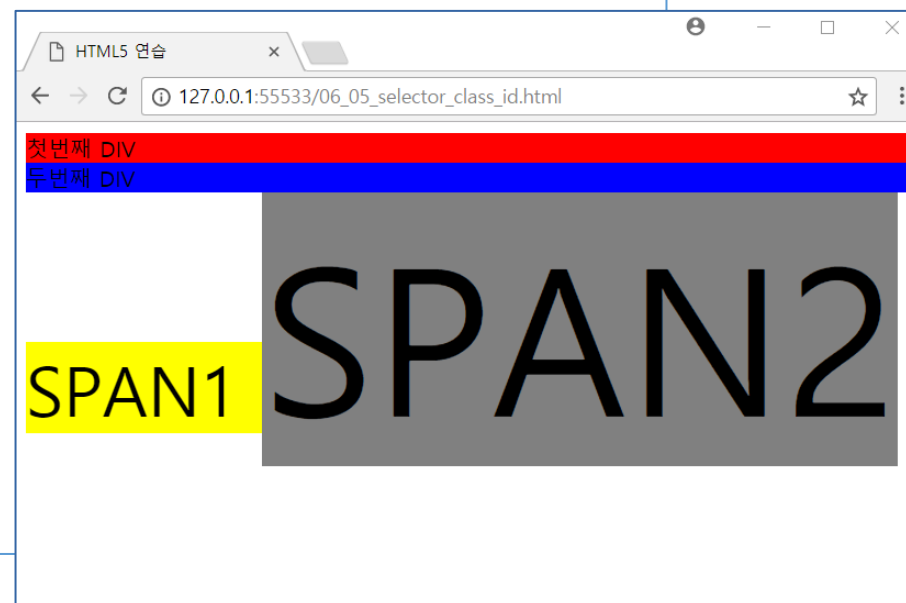 HTML5 연습
127.0.0.1:55533/06_05_selector_class_id.html
첫번째 DIV
두번째 DIV
SPAN1 SPAN2